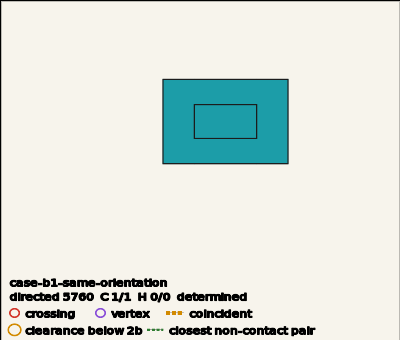 case-b1-same-orientation
directed 5760 C 1/1 H 0/0 determined
crossing vertex coincident
clearance below 2b closest non-contact pair